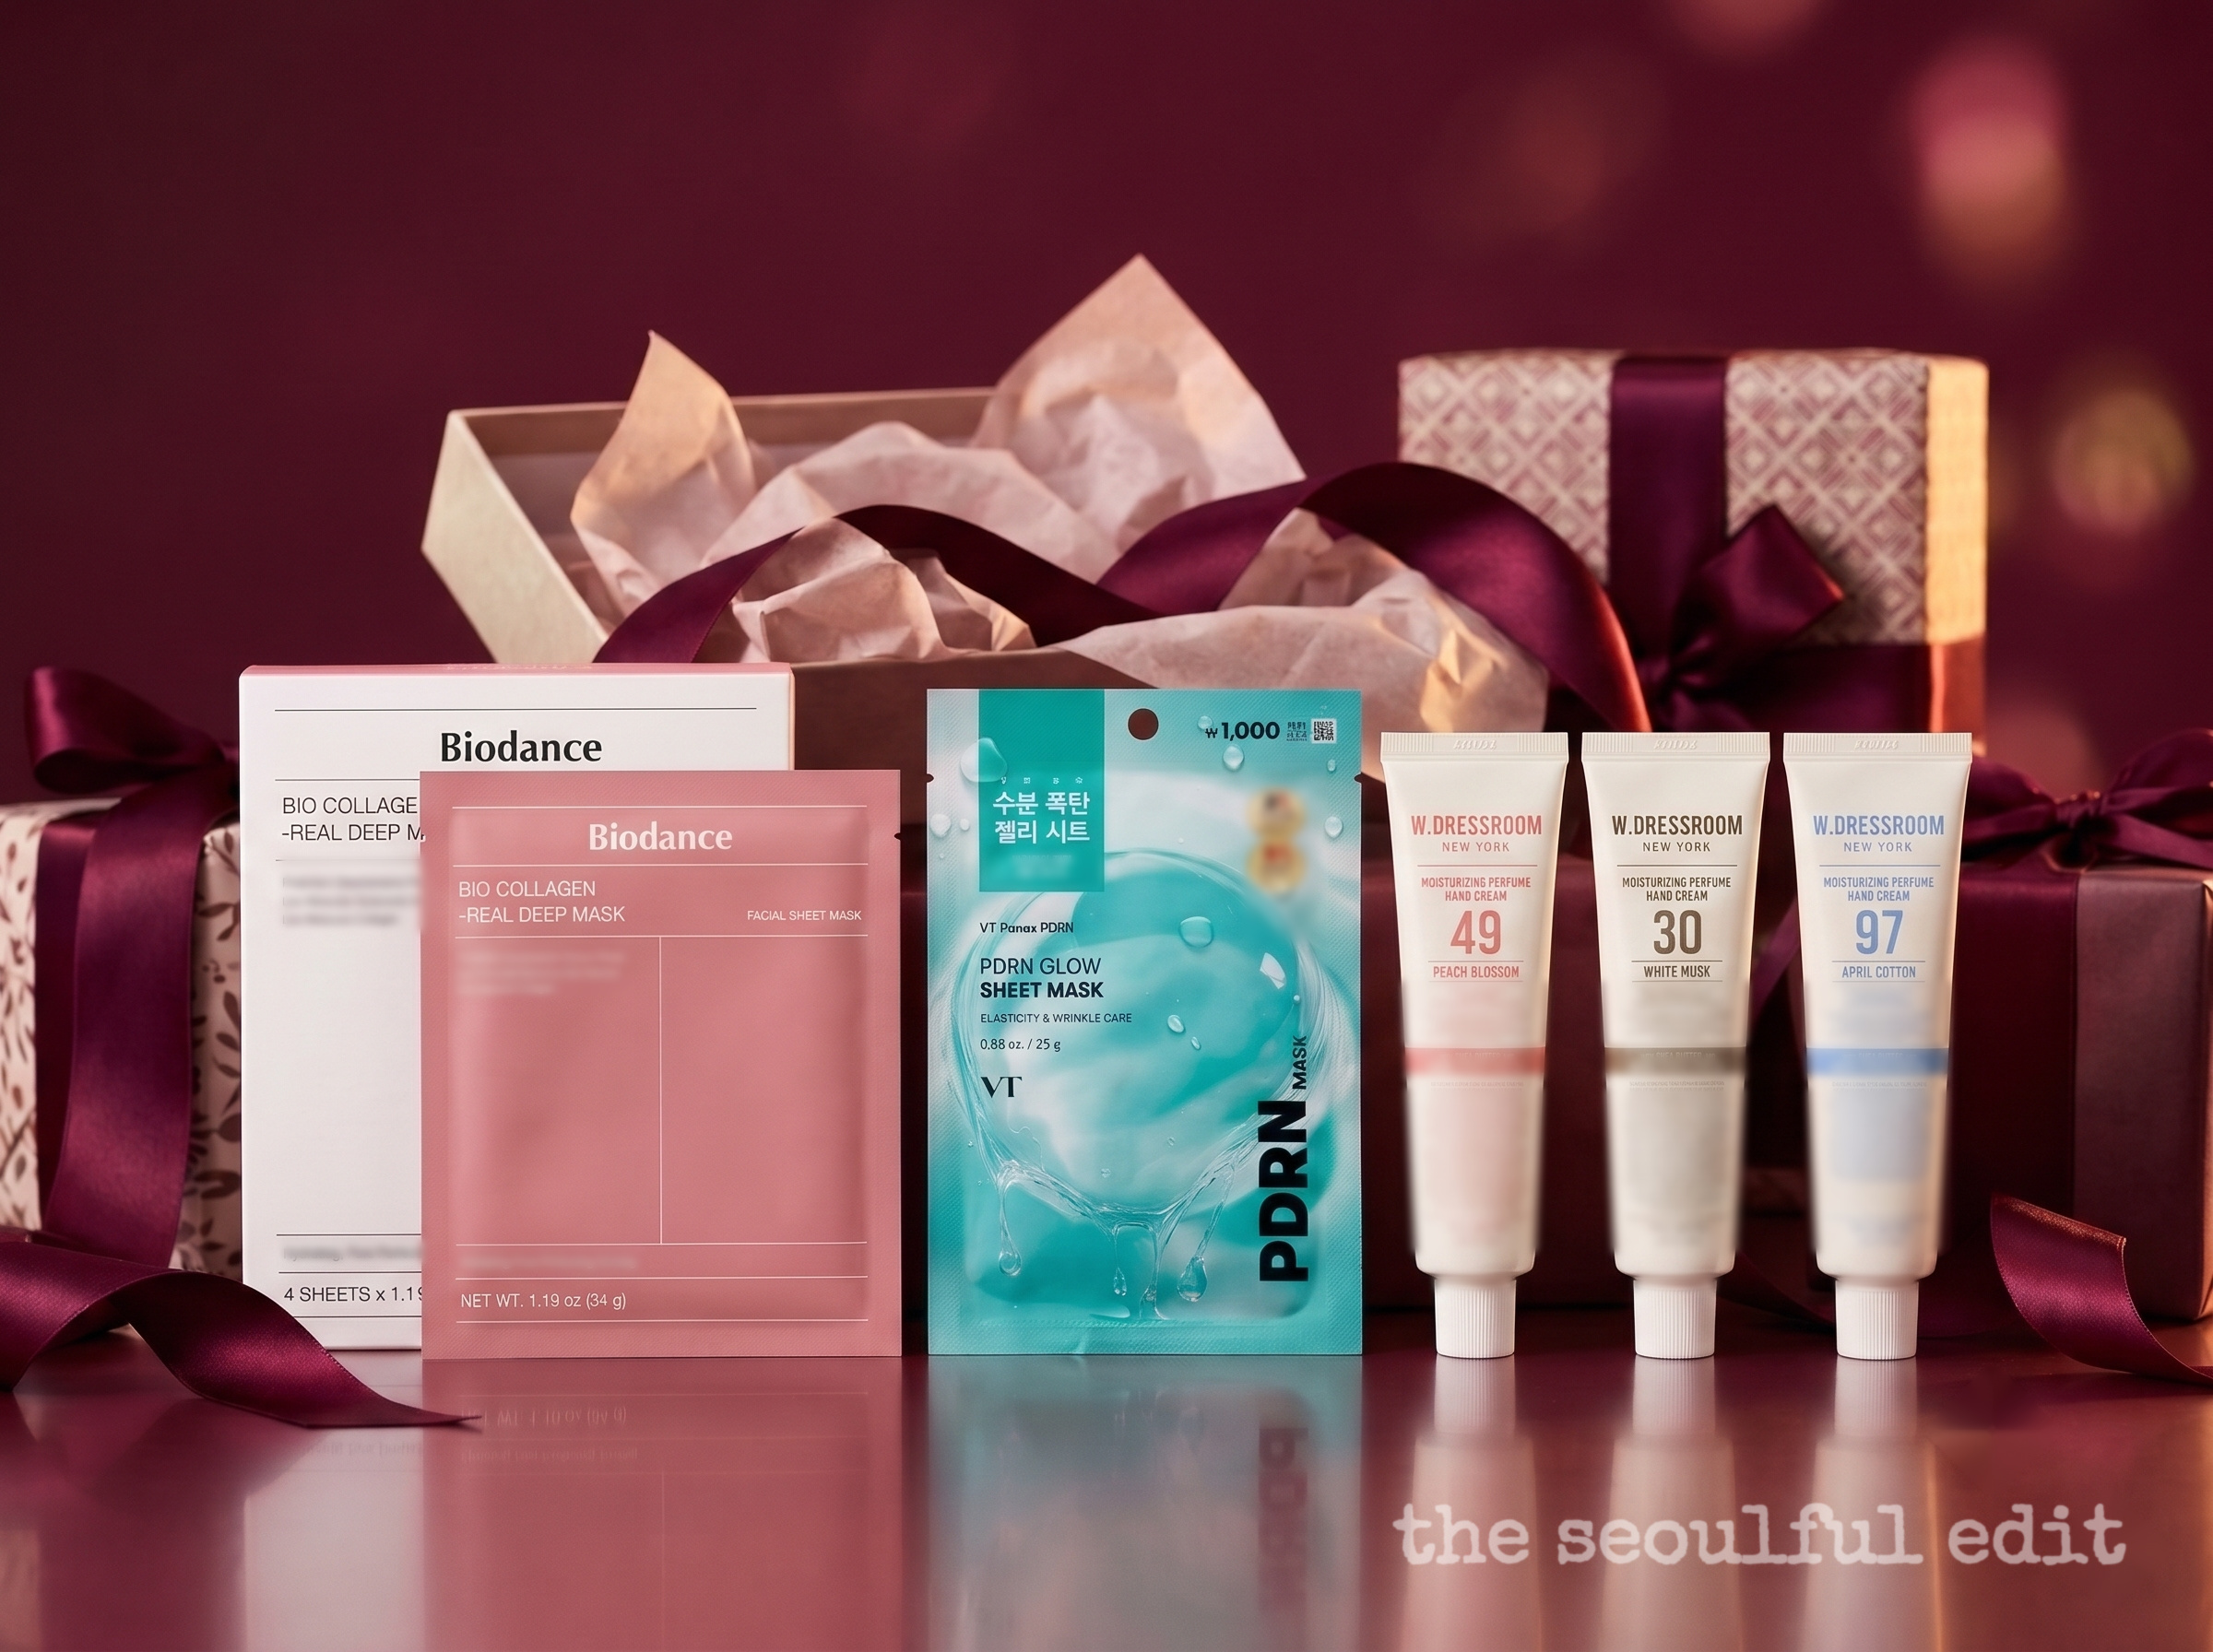 Biodance
BIO COLLAGE
-REAL DEEP M
4 SHEETS x 1.19
Biodance
BIO COLLAGEN
-REAL DEEP MASK
FACIAL SHEET MASK
NET WT. 1.19 oz (34 g)
₩1,000
수분 폭탄
젤리 시트
VT Panax PDRN
PDRN GLOW
SHEET MASK
ELASTICITY & WRINKLE CARE
0.88 oz. / 25 g
VT
PDRN MASK
W.DRESSROOM
NEW YORK
MOISTURIZING PERFUME
HAND CREAM
49
PEACH BLOSSOM
W.DRESSROOM
NEW YORK
MOISTURIZING PERFUME
HAND CREAM
30
WHITE MUSK
W.DRESSROOM
NEW YORK
MOISTURIZING PERFUME
HAND CREAM
97
APRIL COTTON
the seoulful edit